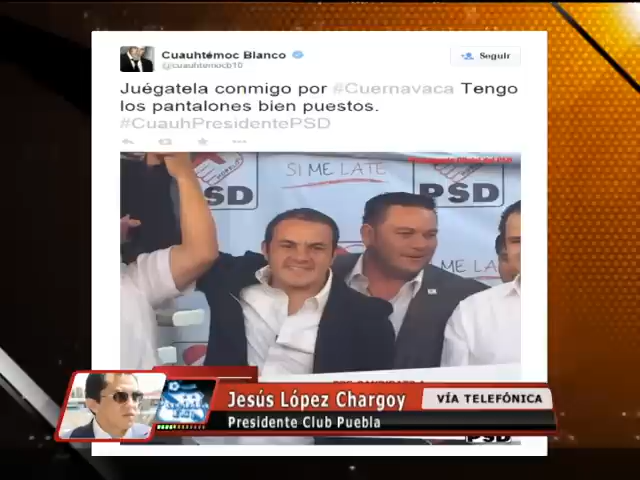 Cuauhtémoc Blanco
@cuauhtemocb10
Seguir
Juégatela conmigo por #Cuernavaca Tengo
los pantalones bien puestos.
#CuauhPresidentePSD
SI ME LATE
PSD
PSD
ME LA
Jesús López Chargoy
VÍA TELEFÓNICA
Presidente Club Puebla
PSD